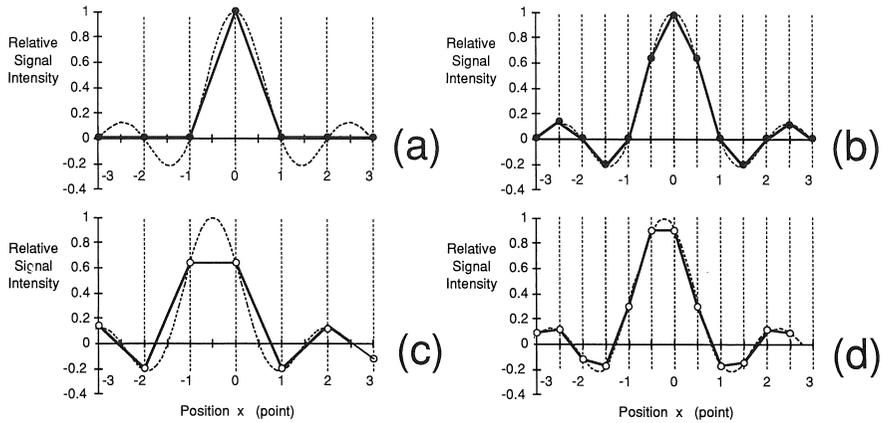 Relative
Signal
Intensity
1
0.8
0.6
0.4
0.2
0
-0.2
-0.4
-3 -2 -1 0 1 2 3
(a)
Relative
Signal
Intensity
1
0.8
0.6
0.4
0.2
0
-0.2
-0.4
-3 -2 -1 0 1 2 3
(b)
Relative
Signal
Intensity
1
0.8
0.6
0.4
0.2
0
-0.2
-0.4
-3 -2 -1 0 1 2 3
Position x (point)
(c)
Relative
Signal
Intensity
1
0.8
0.6
0.4
0.2
0
-0.2
-0.4
-3 -2 -1 0 1 2 3
Position x (point)
(d)